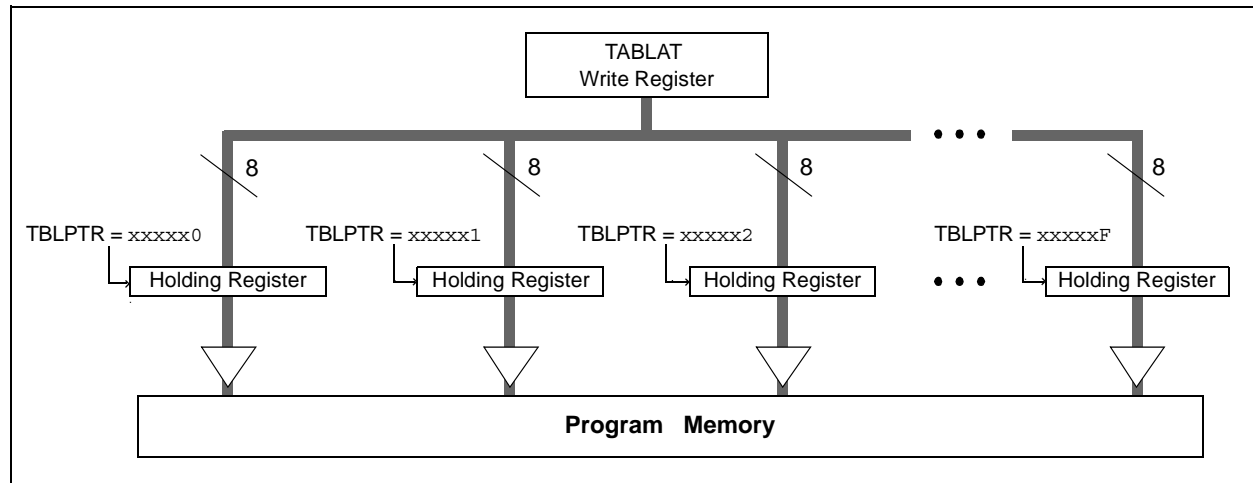 TABLAT
Write Register
8
8
8
8
TBLPTR = xxxxx0
TBLPTR = xxxxx1
TBLPTR = xxxxx2
TBLPTR = xxxxxF
Holding Register
Holding Register
Holding Register
Holding Register
Program Memory